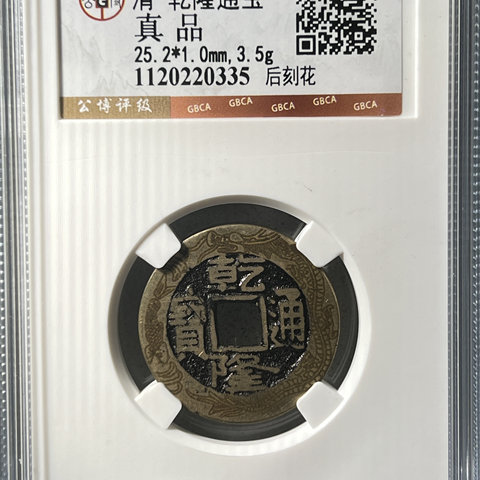 清 乾隆通宝
真 品
25.2*1.0mm,3.5g
1120220335 后刻花
公博评级 GBCA GBCA GBCA GBCA GBCA
乾
寶 通
隆